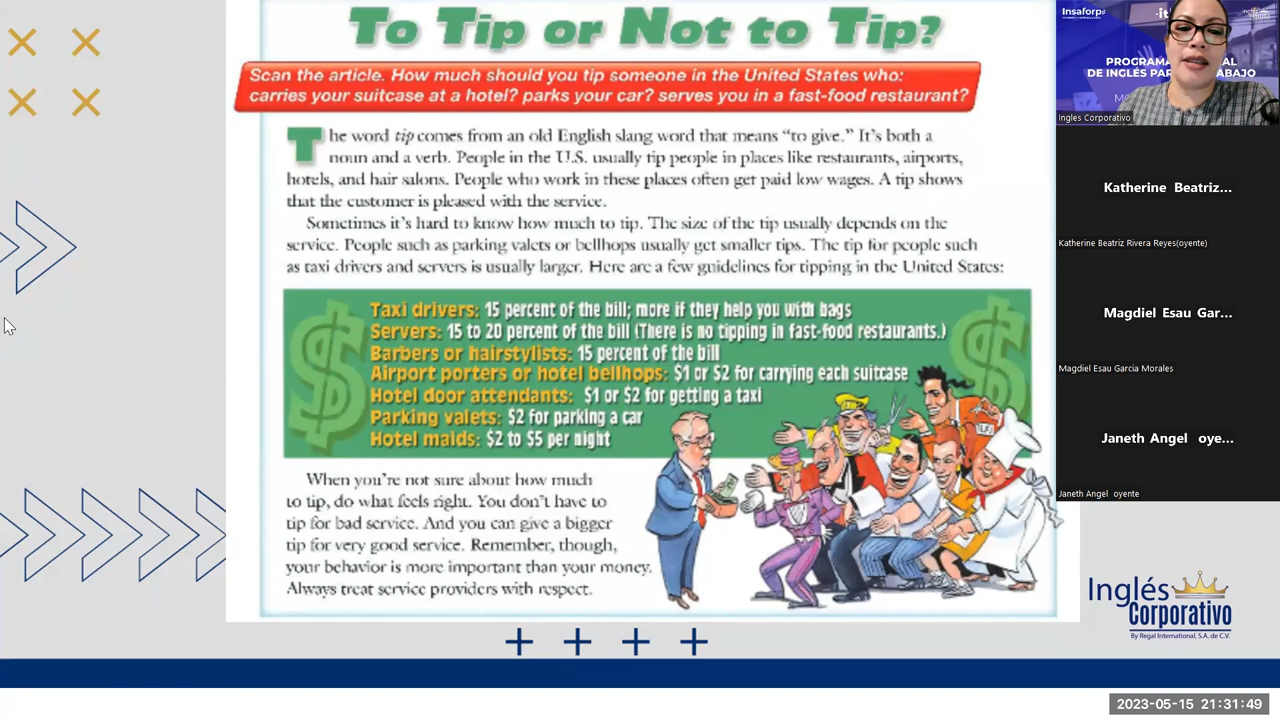 To Tip or Not to Tip?
Scan the article. How much should you tip someone in the United States who:
carries your suitcase at a hotel? parks your car? serves you in a fast-food restaurant?
The word tip comes from an old English slang word that means “to give.” It’s both a
noun and a verb. People in the U.S. usually tip people in places like restaurants, airports,
hotels, and hair salons. People who work in these places often get paid low wages. A tip shows
that the customer is pleased with the service.
Sometimes it’s hard to know how much to tip. The size of the tip usually depends on the
service. People such as parking valets or bellhops usually get smaller tips. The tip for people such
as taxi drivers and servers is usually larger. Here are a few guidelines for tipping in the United States:
Taxi drivers: 15 percent of the bill; more if they help you with bags
Servers: 15 to 20 percent of the bill (There is no tipping in fast-food restaurants.)
Barbers or hairstylists: 15 percent of the bill
Airport porters or hotel bellhops: $1 or $2 for carrying each suitcase
Hotel door attendants: $1 or $2 for getting a taxi
Parking valets: $2 for parking a car
Hotel maids: $2 to $5 per night
When you’re not sure about how much
to tip, do what feels right. You don’t have to
tip for bad service. And you can give a bigger
tip for very good service. Remember, though,
your behavior is more important than your money.
Always treat service providers with respect.
Insaforp
PROGRAMA AL
DE INGLÉS PAR ABAJO
Ingles Corporativo
Katherine Beatriz...
Katherine Beatriz Rivera Reyes(oyente)
Magdiel Esau Gar...
Magdiel Esau Garcia Morales
Janeth Angel oye...
Janeth Angel oyente
Inglés
Corporativo
By Regal International, S.A. de C.V.
2023-05-15 21:31:49